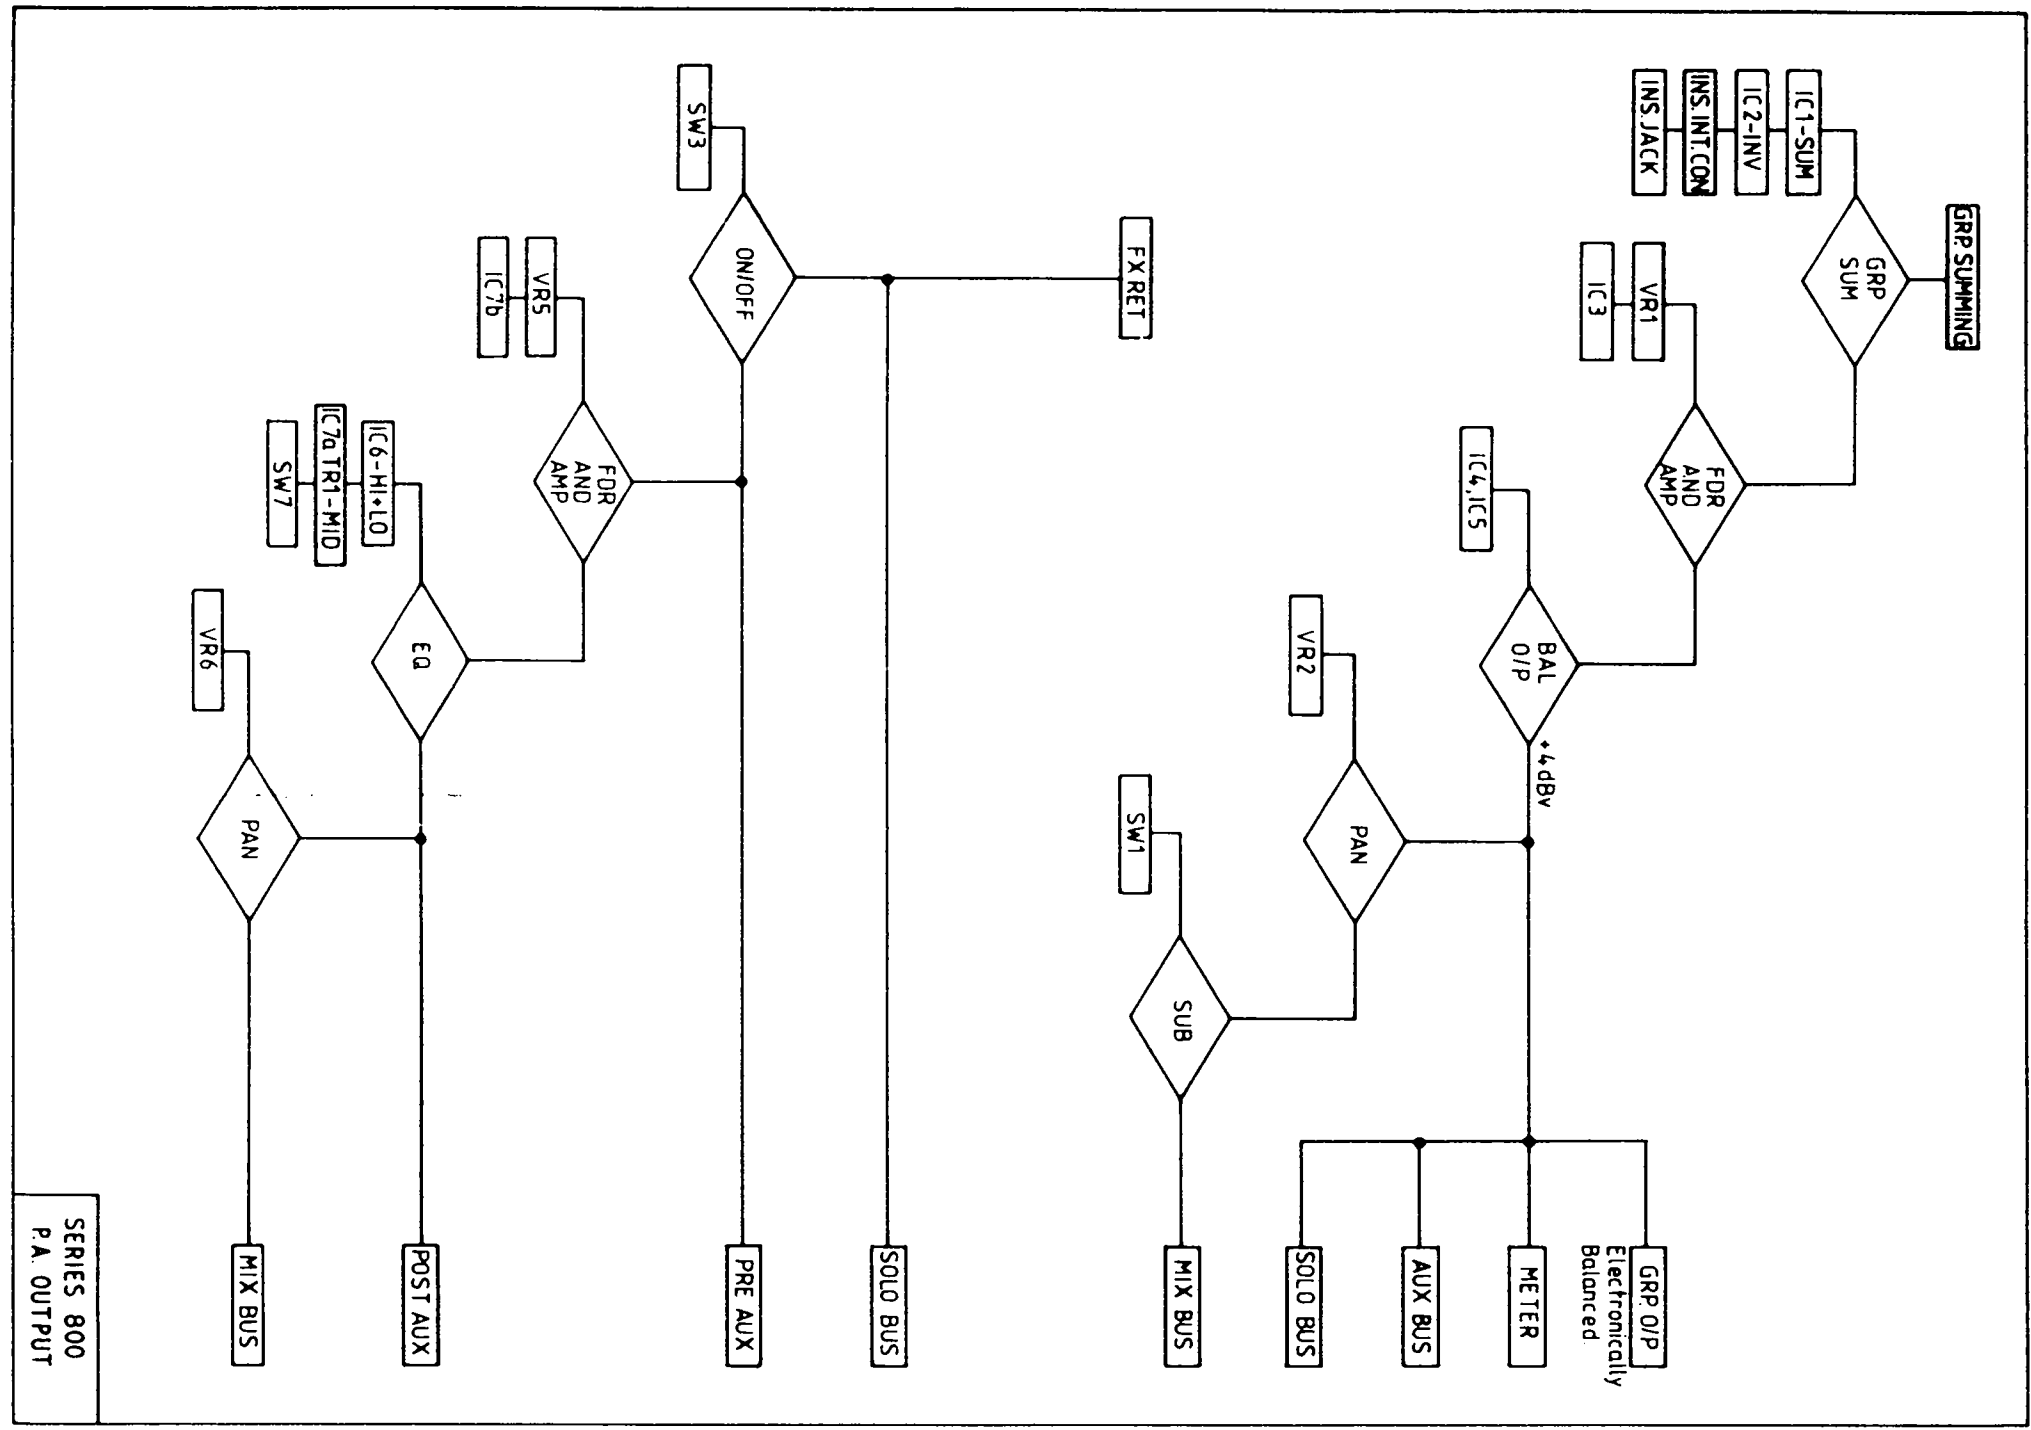 GRP. SUMMING
GRP
SUM
IC1-SUM
IC2-INV
INS.INT.CON
INS.JACK
FDR
AND
AMP
VR1
IC3
BAL
O/P
IC4,IC5
+4dBv
PAN
VR2
SUB
SW1
GRP. O/P
Electronically
Balanced
METER
AUX BUS
SOLO BUS
MIX BUS
FX RET
ON/OFF
SW3
FDR
AND
AMP
VR5
IC7b
EQ
IC6-HI+LO
IC7a TR1-MID
SW7
PAN
VR6
SOLO BUS
PRE AUX
POST AUX
MIX BUS
SERIES 800
P.A. OUTPUT